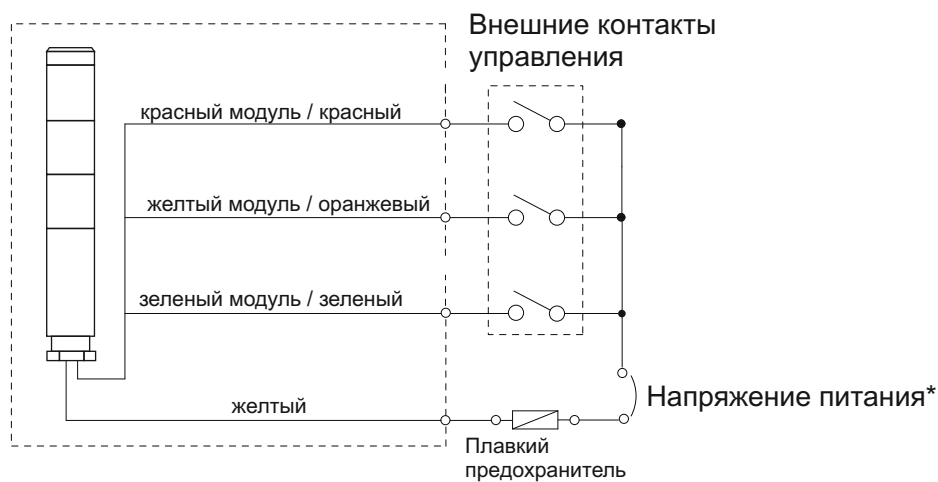 Внешние контакты
управления
красный модуль / красный
желтый модуль / оранжевый
зеленый модуль / зеленый
Напряжение питания*
желтый
Плавкий
предохранитель